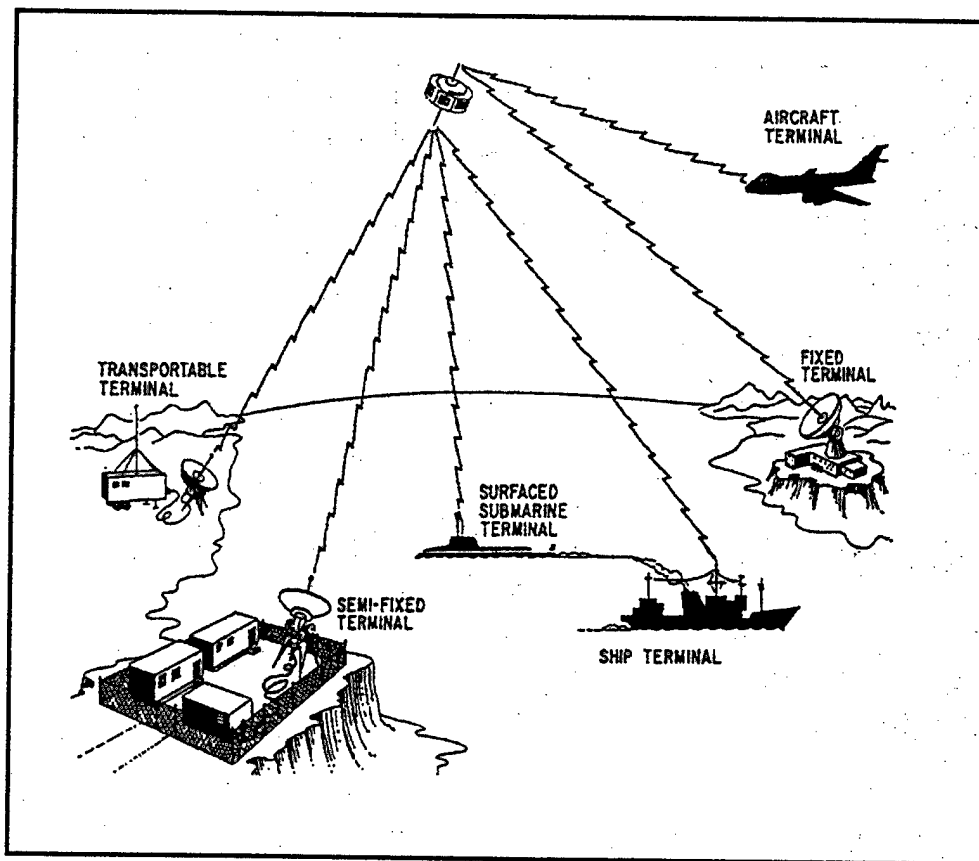 AIRCRAFT
TERMINAL
TRANSPORTABLE
TERMINAL
FIXED
TERMINAL
SURFACED
SUBMARINE
TERMINAL
SEMI-FIXED
TERMINAL
SHIP TERMINAL